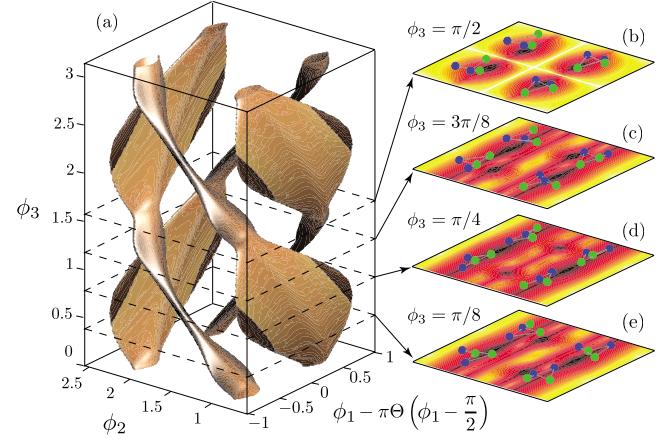 (a)
ϕ₃ = π/2
(b)
3
2.5
2
ϕ₃
1.5
1
0.5
0
ϕ₃ = 3π/8
(c)
ϕ₃ = π/4
(d)
ϕ₃ = π/8
(e)
2.5
2
1.5
1
ϕ₂
−1
−0.5
0
0.5
1
ϕ₁ − πΘ (ϕ₁ − π/2)